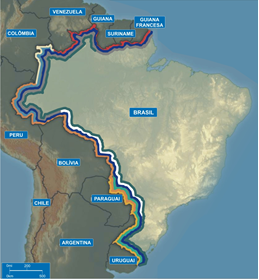 VENEZUELA
GUIANA
GUIANA
FRANCESA
COLÔMBIA
SURINAME
BRASIL
PERU
BOLÍVIA
PARAGUAI
CHILE
ARGENTINA
URUGUAI